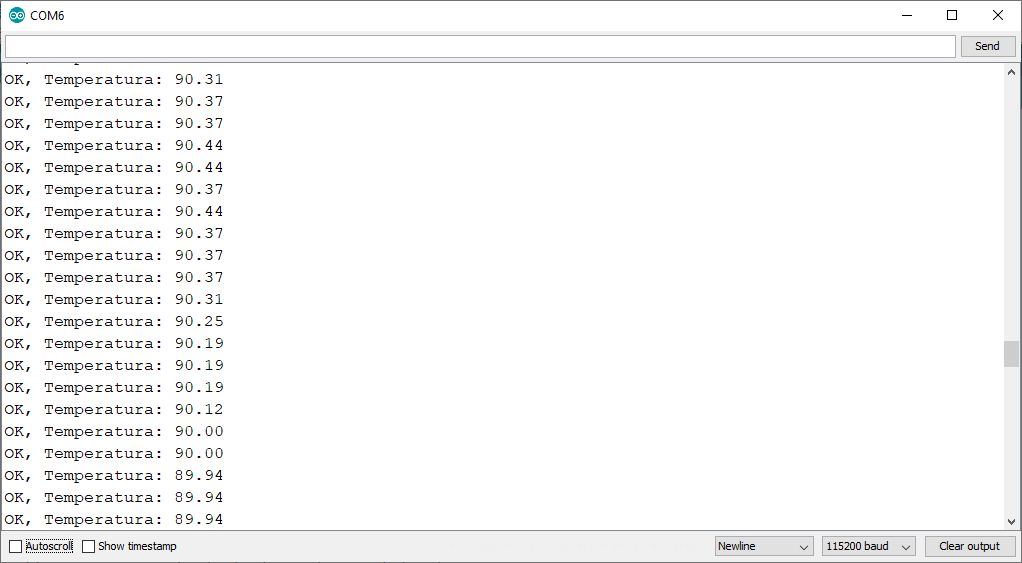 COM6
Send
OK, Temperatura: 90.31
OK, Temperatura: 90.37
OK, Temperatura: 90.37
OK, Temperatura: 90.44
OK, Temperatura: 90.44
OK, Temperatura: 90.37
OK, Temperatura: 90.44
OK, Temperatura: 90.37
OK, Temperatura: 90.37
OK, Temperatura: 90.37
OK, Temperatura: 90.31
OK, Temperatura: 90.25
OK, Temperatura: 90.19
OK, Temperatura: 90.19
OK, Temperatura: 90.19
OK, Temperatura: 90.12
OK, Temperatura: 90.00
OK, Temperatura: 90.00
OK, Temperatura: 89.94
OK, Temperatura: 89.94
OK, Temperatura: 89.94
Autoscroll Show timestamp Newline 115200 baud Clear output